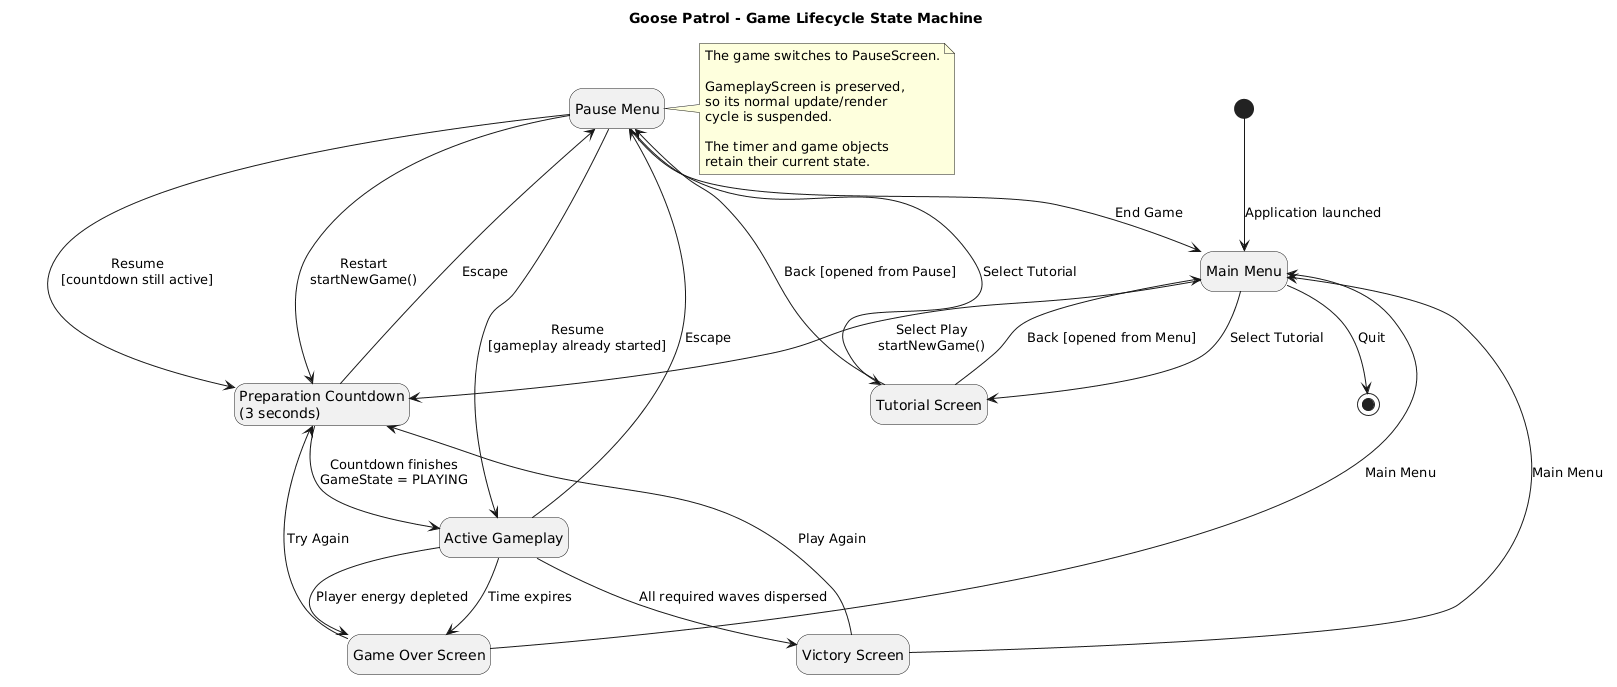 Goose Patrol - Game Lifecycle State Machine
The game switches to PauseScreen.
GameplayScreen is preserved,
so its normal update/render
cycle is suspended.
The timer and game objects
retain their current state.
Pause Menu
End Game
Application launched
Resume
[countdown still active]
Restart
startNewGame()
Escape
Back [opened from Pause]
Select Tutorial
Main Menu
Resume
[gameplay already started]
Escape
Select Play
startNewGame()
Back [opened from Menu]
Select Tutorial
Quit
Preparation Countdown
(3 seconds)
Tutorial Screen
Countdown finishes
GameState = PLAYING
Main Menu
Main Menu
Try Again
Active Gameplay
Play Again
Player energy depleted
Time expires
All required waves dispersed
Game Over Screen
Victory Screen